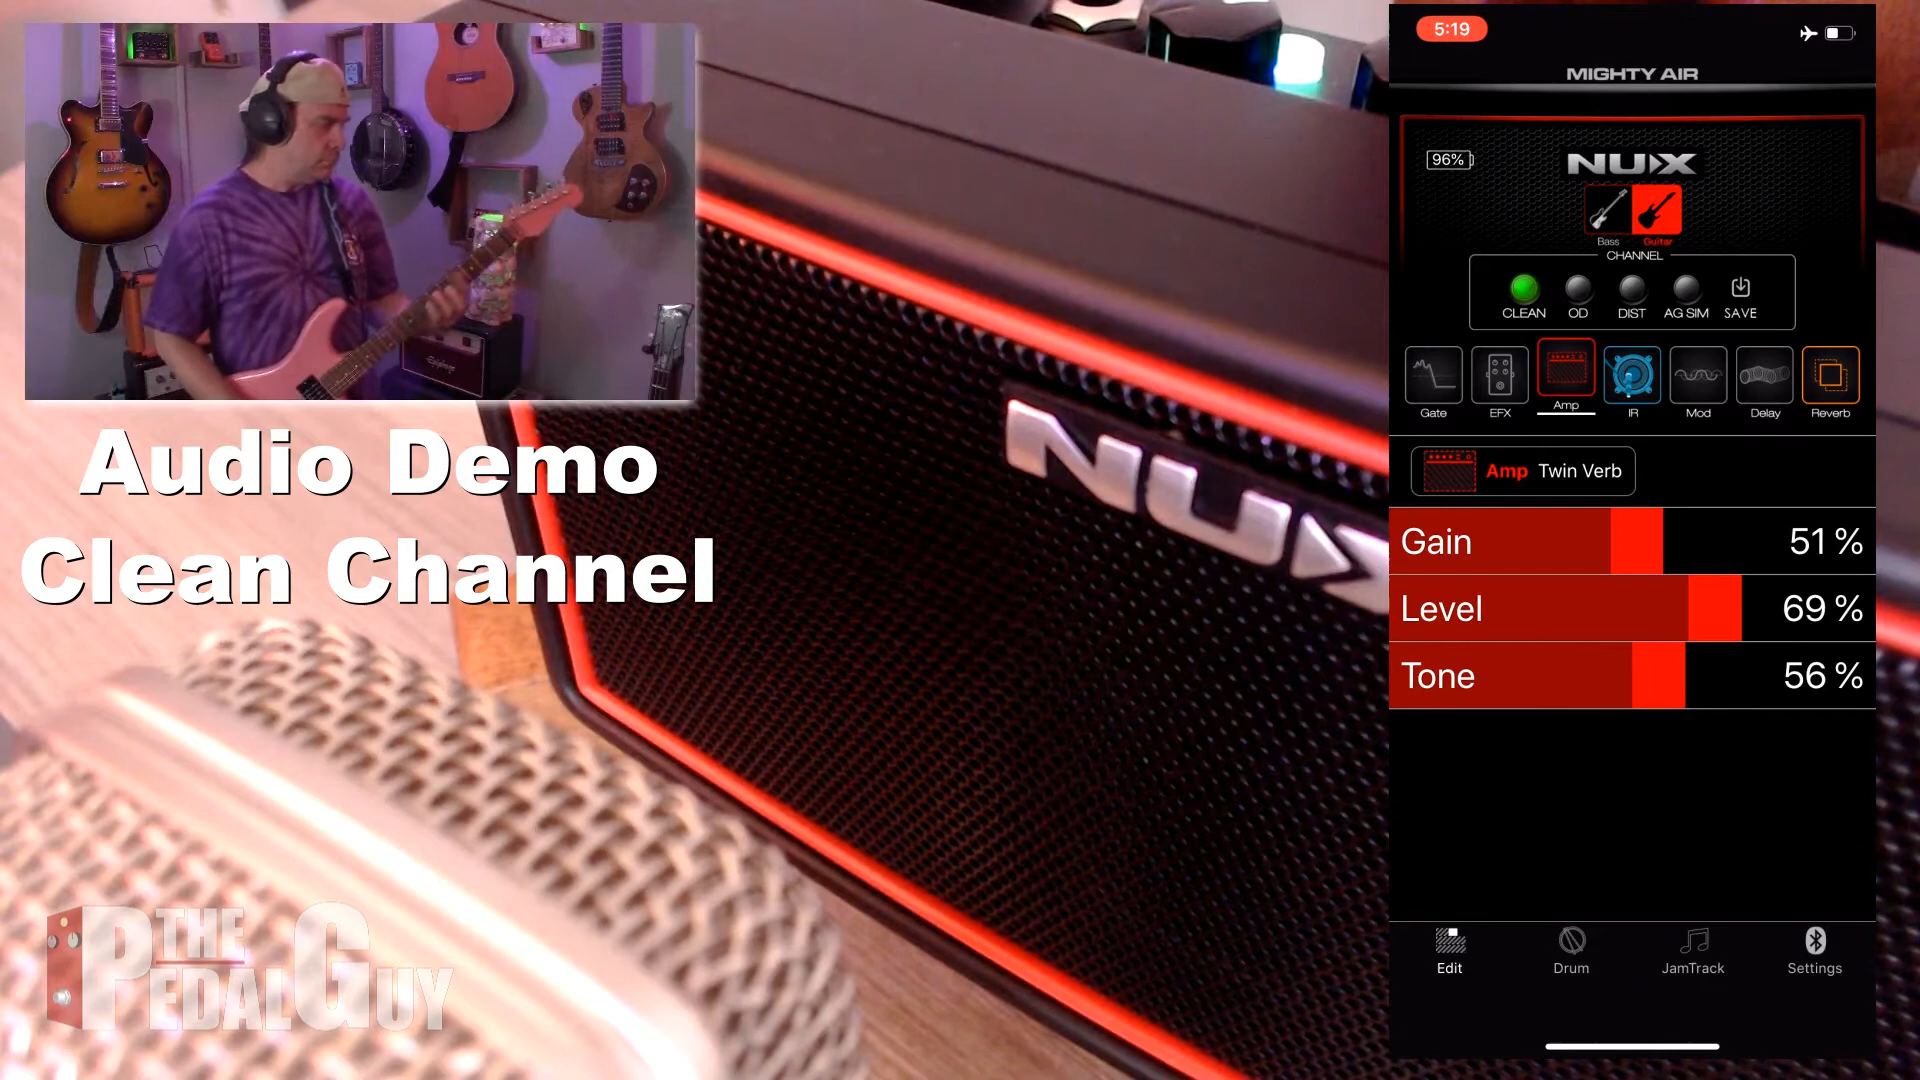 Audio Demo
Clean Channel
THE
PEDALGUY
NUX
5:19
MIGHTY AIR
96%
NUX
Bass Guitar
CHANNEL
CLEAN OD DIST AG SIM SAVE
Gate EFX Amp IR Mod Delay Reverb
Amp Twin Verb
Gain 51 %
Level 69 %
Tone 56 %
Edit Drum JamTrack Settings
Epiphone